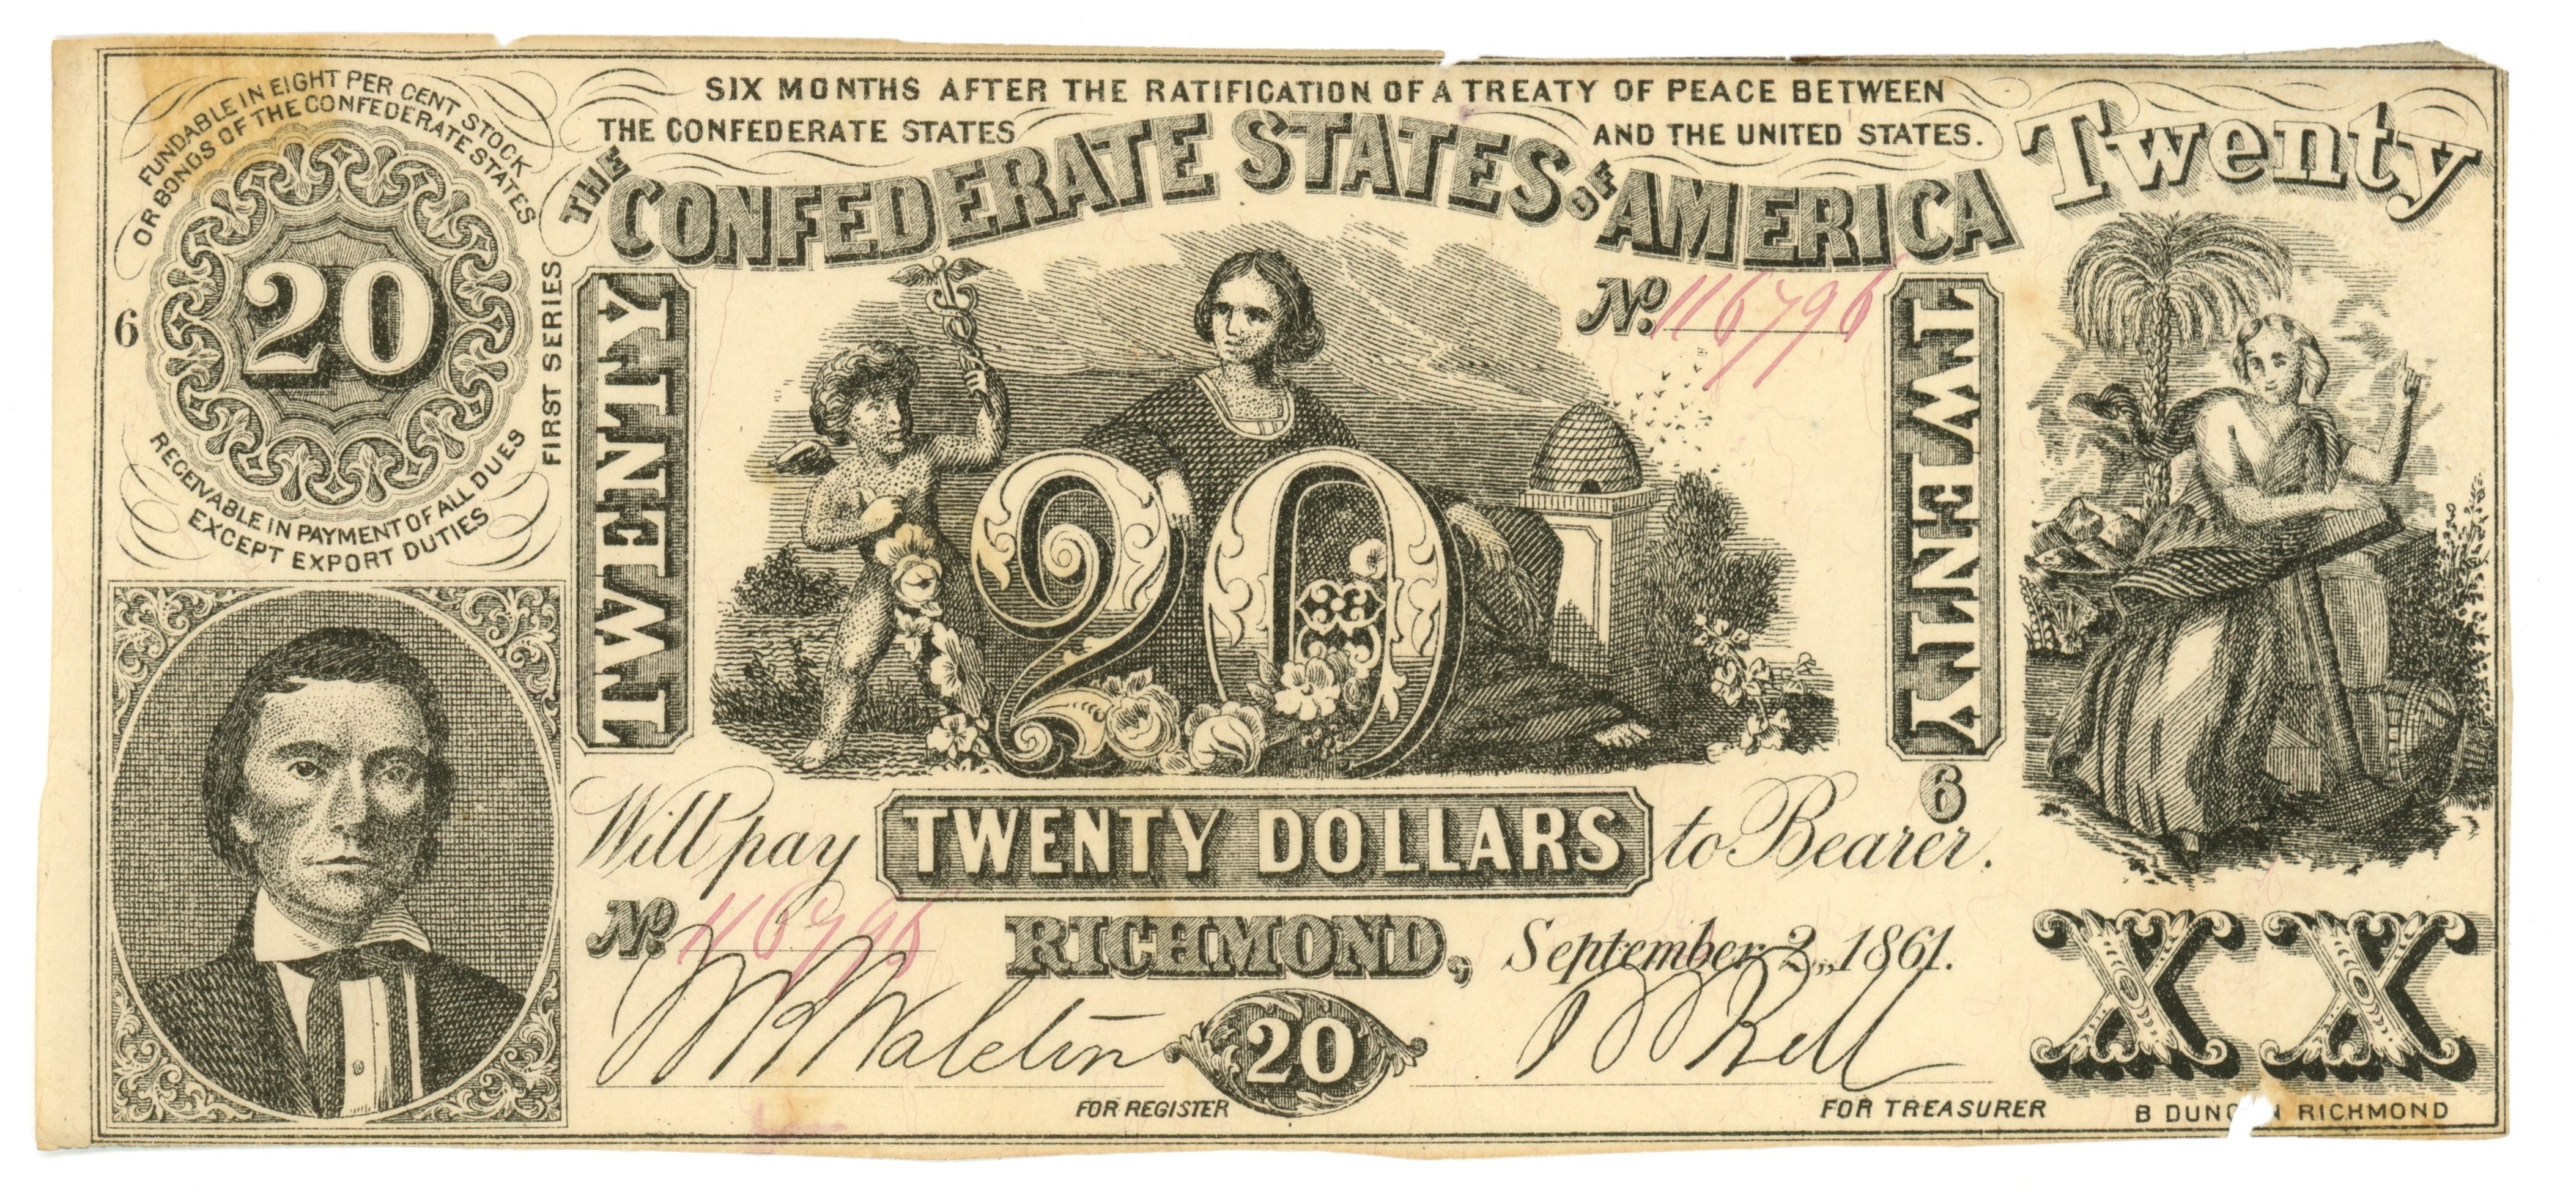 FUNDABLE IN EIGHT PER CENT STOCK
OR BONDS OF THE CONFEDERATE STATES
20
6
RECEIVABLE IN PAYMENT OF ALL DUES
EXCEPT EXPORT DUTIES
FIRST SERIES
SIX MONTHS AFTER THE RATIFICATION OF A TREATY OF PEACE BETWEEN
THE CONFEDERATE STATES AND THE UNITED STATES.
THE CONFEDERATE STATES OF AMERICA
Twenty
TWENTY
No. 116796
TWENTY
20
6
Will pay TWENTY DOLLARS to Bearer.
No. 116796
RICHMOND, September 2, 1861.
XX
20
FOR REGISTER
FOR TREASURER
B DUNC N RICHMOND